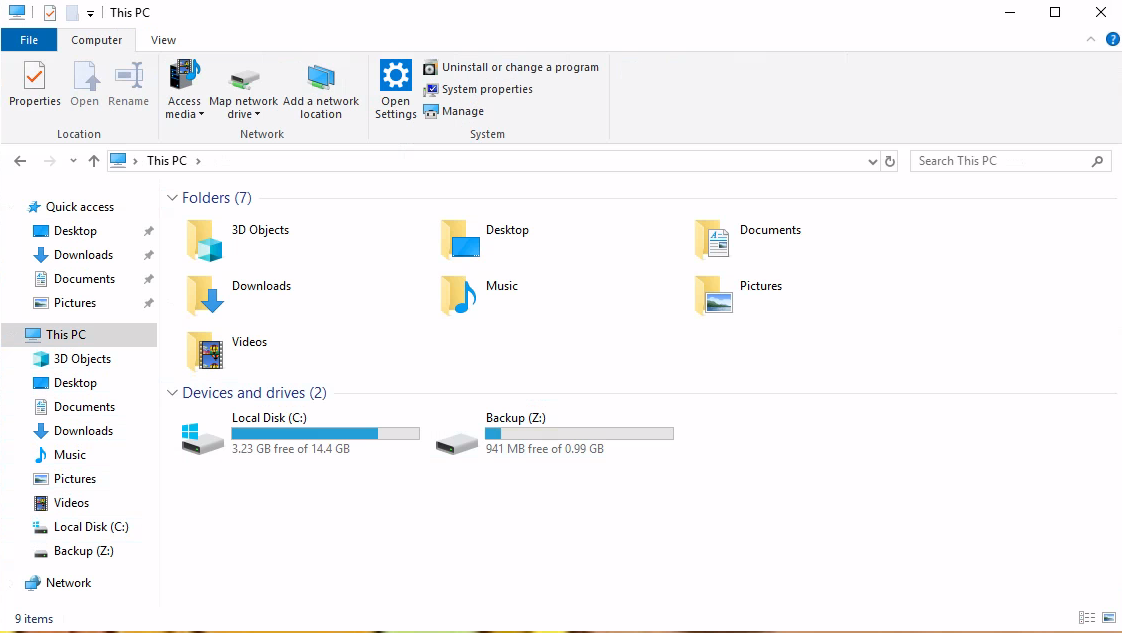 This PC
File Computer View
Properties Open Rename Access media Map network drive Add a network location Open Settings Uninstall or change a program
System properties
Manage
Location Network System
This PC
Search This PC
Quick access
Desktop
Downloads
Documents
Pictures
This PC
3D Objects
Desktop
Documents
Downloads
Music
Pictures
Videos
Local Disk (C:)
Backup (Z:)
Network
Folders (7)
3D Objects Desktop Documents
Downloads Music Pictures
Videos
Devices and drives (2)
Local Disk (C:)
3.23 GB free of 14.4 GB
Backup (Z:)
941 MB free of 0.99 GB
9 items